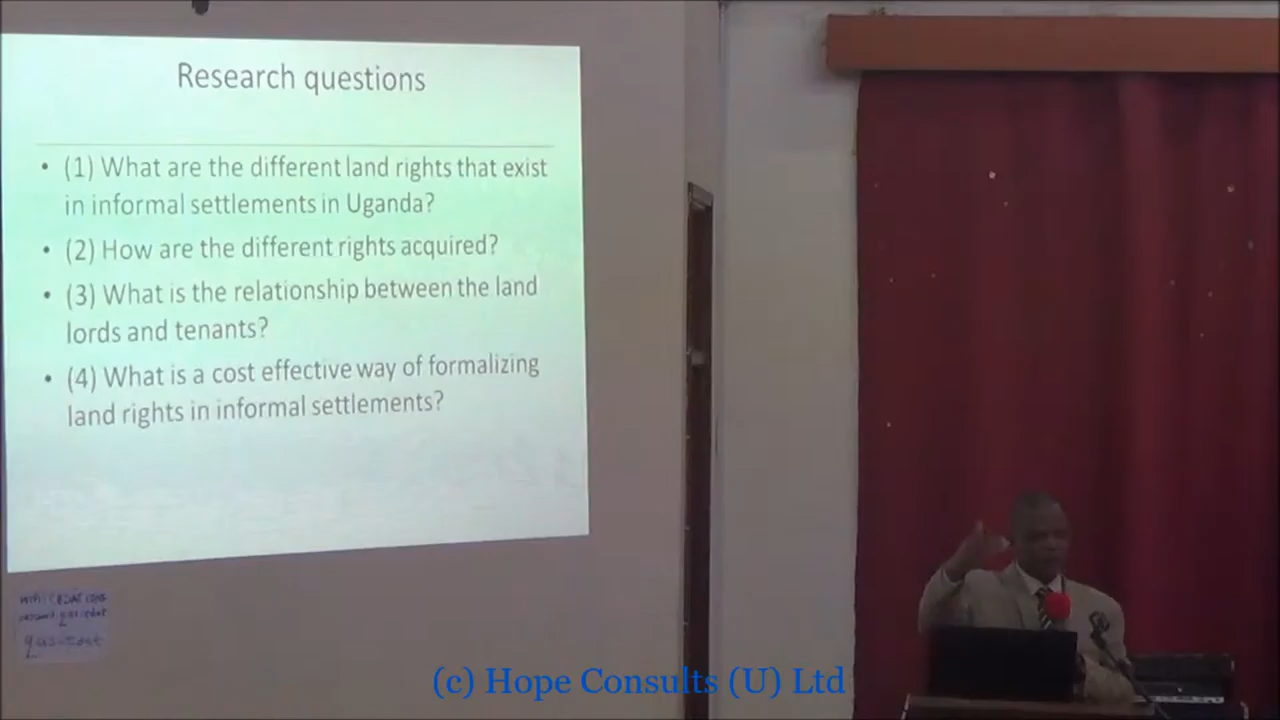 Research questions
• (1) What are the different land rights that exist
in informal settlements in Uganda?
• (2) How are the different rights acquired?
• (3) What is the relationship between the land
lords and tenants?
• (4) What is a cost effective way of formalizing
land rights in informal settlements?
(c) Hope Consults (U) Ltd